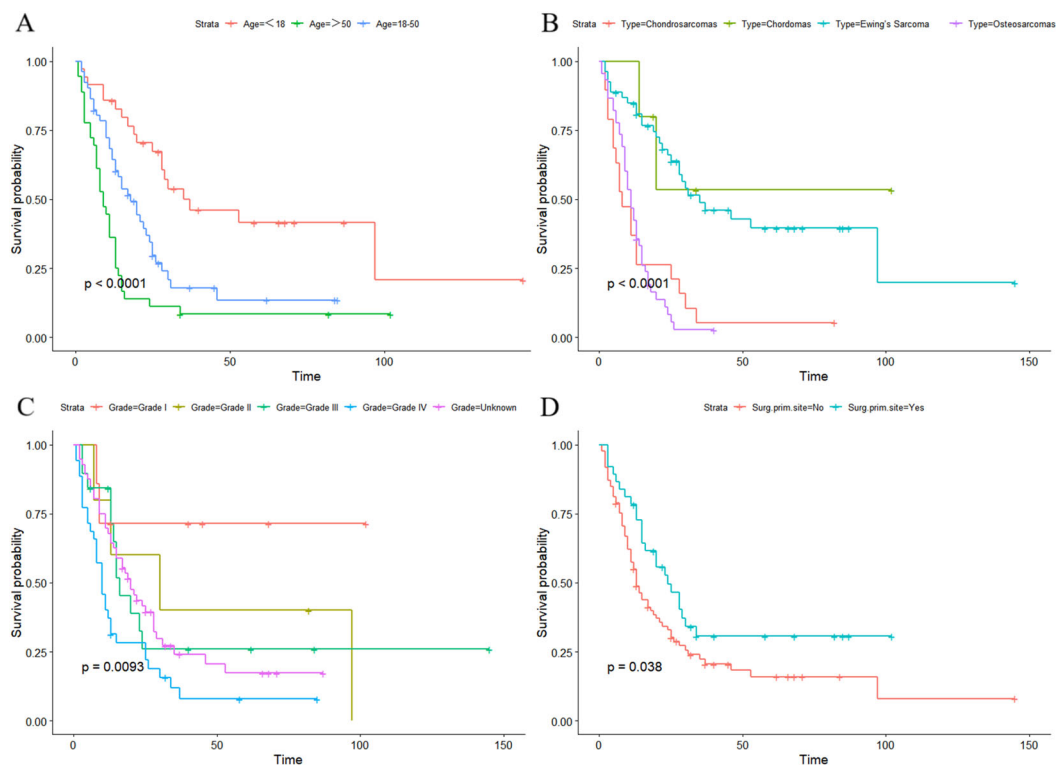 A
Strata Age=＜18 Age=＞50 Age=18-50
1.00
0.75
0.50
0.25
0.00
Survival probability
p < 0.0001
0 50 100
Time
B
Strata Type=Chondrosarcomas Type=Chordomas Type=Ewing's Sarcoma Type=Osteosarcomas
1.00
0.75
0.50
0.25
0.00
Survival probability
p < 0.0001
0 50 100 150
Time
C
Strata Grade=Grade I Grade=Grade II Grade=Grade III Grade=Grade IV Grade=Unknown
1.00
0.75
0.50
0.25
0.00
Survival probability
p = 0.0093
0 50 100 150
Time
D
Strata Surg.prim.site=No Surg.prim.site=Yes
1.00
0.75
0.50
0.25
0.00
Survival probability
p = 0.038
0 50 100 150
Time